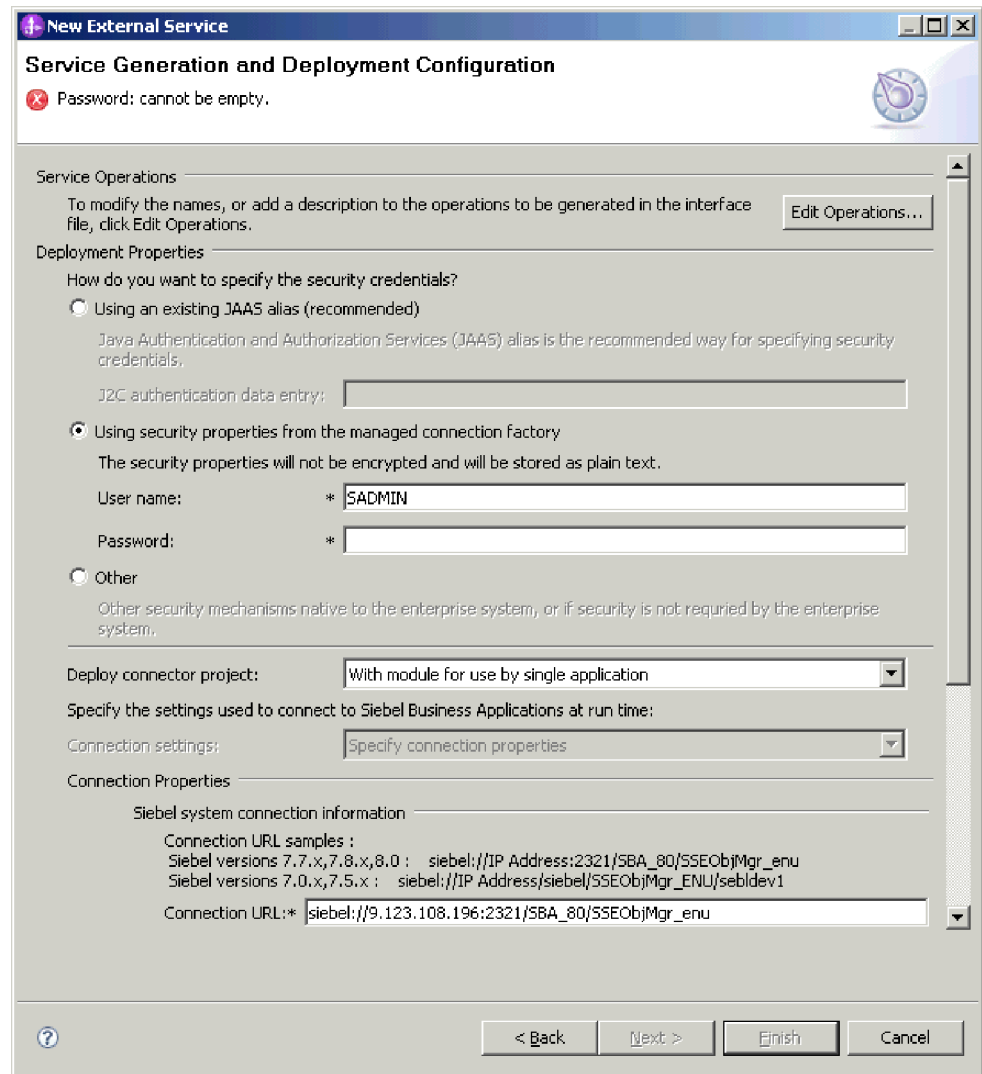 New External Service
Service Generation and Deployment Configuration
Password: cannot be empty.
Service Operations
To modify the names, or add a description to the operations to be generated in the interface
file, click Edit Operations.
Edit Operations...
Deployment Properties
How do you want to specify the security credentials?
Using an existing JAAS alias (recommended)
Java Authentication and Authorization Services (JAAS) alias is the recommended way for specifying security
credentials.
J2C authentication data entry:
Using security properties from the managed connection factory
The security properties will not be encrypted and will be stored as plain text.
User name: * SADMIN
Password: *
Other
Other security mechanisms native to the enterprise system, or if security is not requried by the enterprise
system.
Deploy connector project: With module for use by single application
Specify the settings used to connect to Siebel Business Applications at run time:
Connection settings: Specify connection properties
Connection Properties
Siebel system connection information
Connection URL samples :
Siebel versions 7.7.x,7.8.x,8.0 : siebel://IP Address:2321/SBA_80/SSEObjMgr_enu
Siebel versions 7.0.x,7.5.x : siebel://IP Address/siebel/SSEObjMgr_ENU/sebldev1
Connection URL:* siebel://9.123.108.196:2321/SBA_80/SSEObjMgr_enu
? < Back Next > Finish Cancel